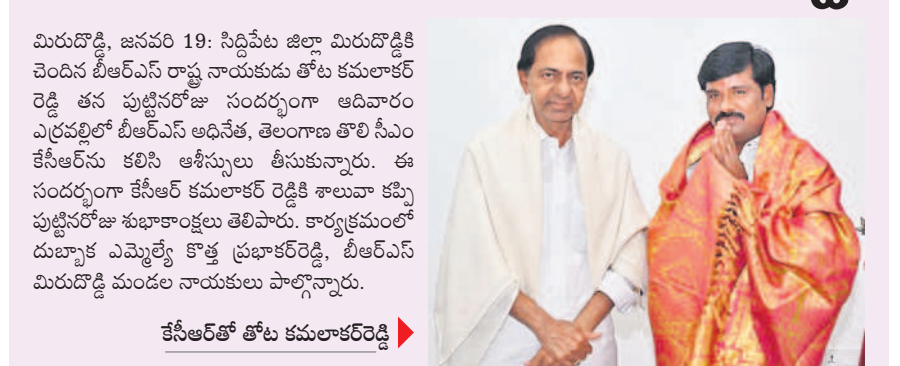 మిరుదొడ్డి, జనవరి 19: సిద్దిపేట జిల్లా మిరుదొడ్డికి
చెందిన బీఆర్ఎస్ రాష్ట్ర నాయకుడు తోట కమలాకర్
రెడ్డి తన పుట్టినరోజు సందర్భంగా ఆదివారం
ఎర్రవల్లిలో బీఆర్ఎస్ అధినేత, తెలంగాణ తొలి సీఎం
కేసీఆర్‌ను కలిసి ఆశీస్సులు తీసుకున్నారు. ఈ
సందర్భంగా కేసీఆర్ కమలాకర్ రెడ్డికి శాలువా కప్పి
పుట్టినరోజు శుభాకాంక్షలు తెలిపారు. కార్యక్రమంలో
దుబ్బాక ఎమ్మెల్యే కొత్త ప్రభాకర్‌రెడ్డి, బీఆర్ఎస్
మిరుదొడ్డి మండల నాయకులు పాల్గొన్నారు.
కేసీఆర్‌తో తోట కమలాకర్‌రెడ్డి